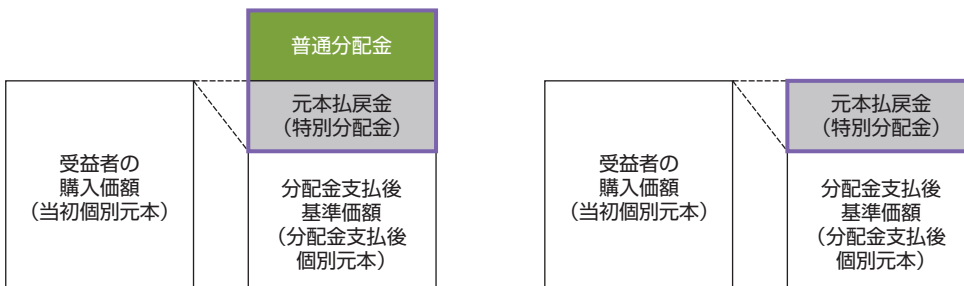 普通分配金
元本払戻金
（特別分配金）
受益者の
購入価額
（当初個別元本）
分配金支払後
基準価額
（分配金支払後
個別元本）
元本払戻金
（特別分配金）
受益者の
購入価額
（当初個別元本）
分配金支払後
基準価額
（分配金支払後
個別元本）